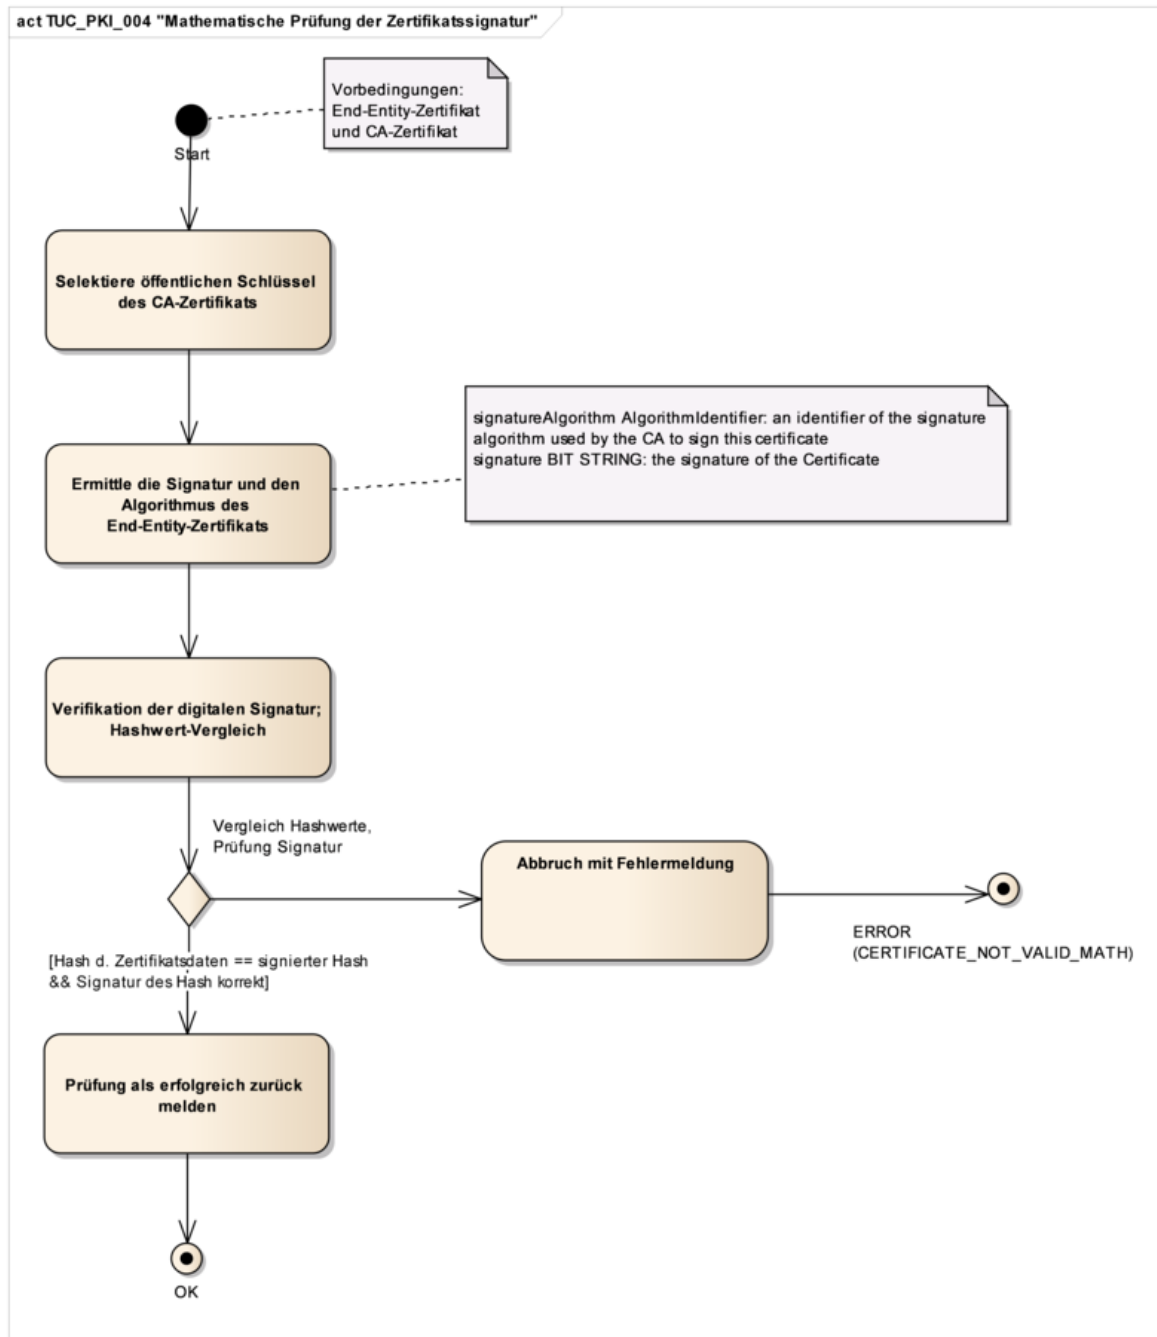 act TUC_PKI_004 "Mathematische Prüfung der Zertifikatssignatur"
Vorbedingungen:
End-Entity-Zertifikat
und CA-Zertifikat
Start
Selektiere öffentlichen Schlüssel
des CA-Zertifikats
signatureAlgorithm AlgorithmIdentifier: an identifier of the signature
algorithm used by the CA to sign this certificate
signature BIT STRING: the signature of the Certificate
Ermittle die Signatur und den
Algorithmus des
End-Entity-Zertifikats
Verifikation der digitalen Signatur;
Hashwert-Vergleich
Vergleich Hashwerte,
Prüfung Signatur
Abbruch mit Fehlermeldung
ERROR
(CERTIFICATE_NOT_VALID_MATH)
[Hash d. Zertifikatsdaten == signierter Hash
&& Signatur des Hash korrekt]
Prüfung als erfolgreich zurück
melden
OK